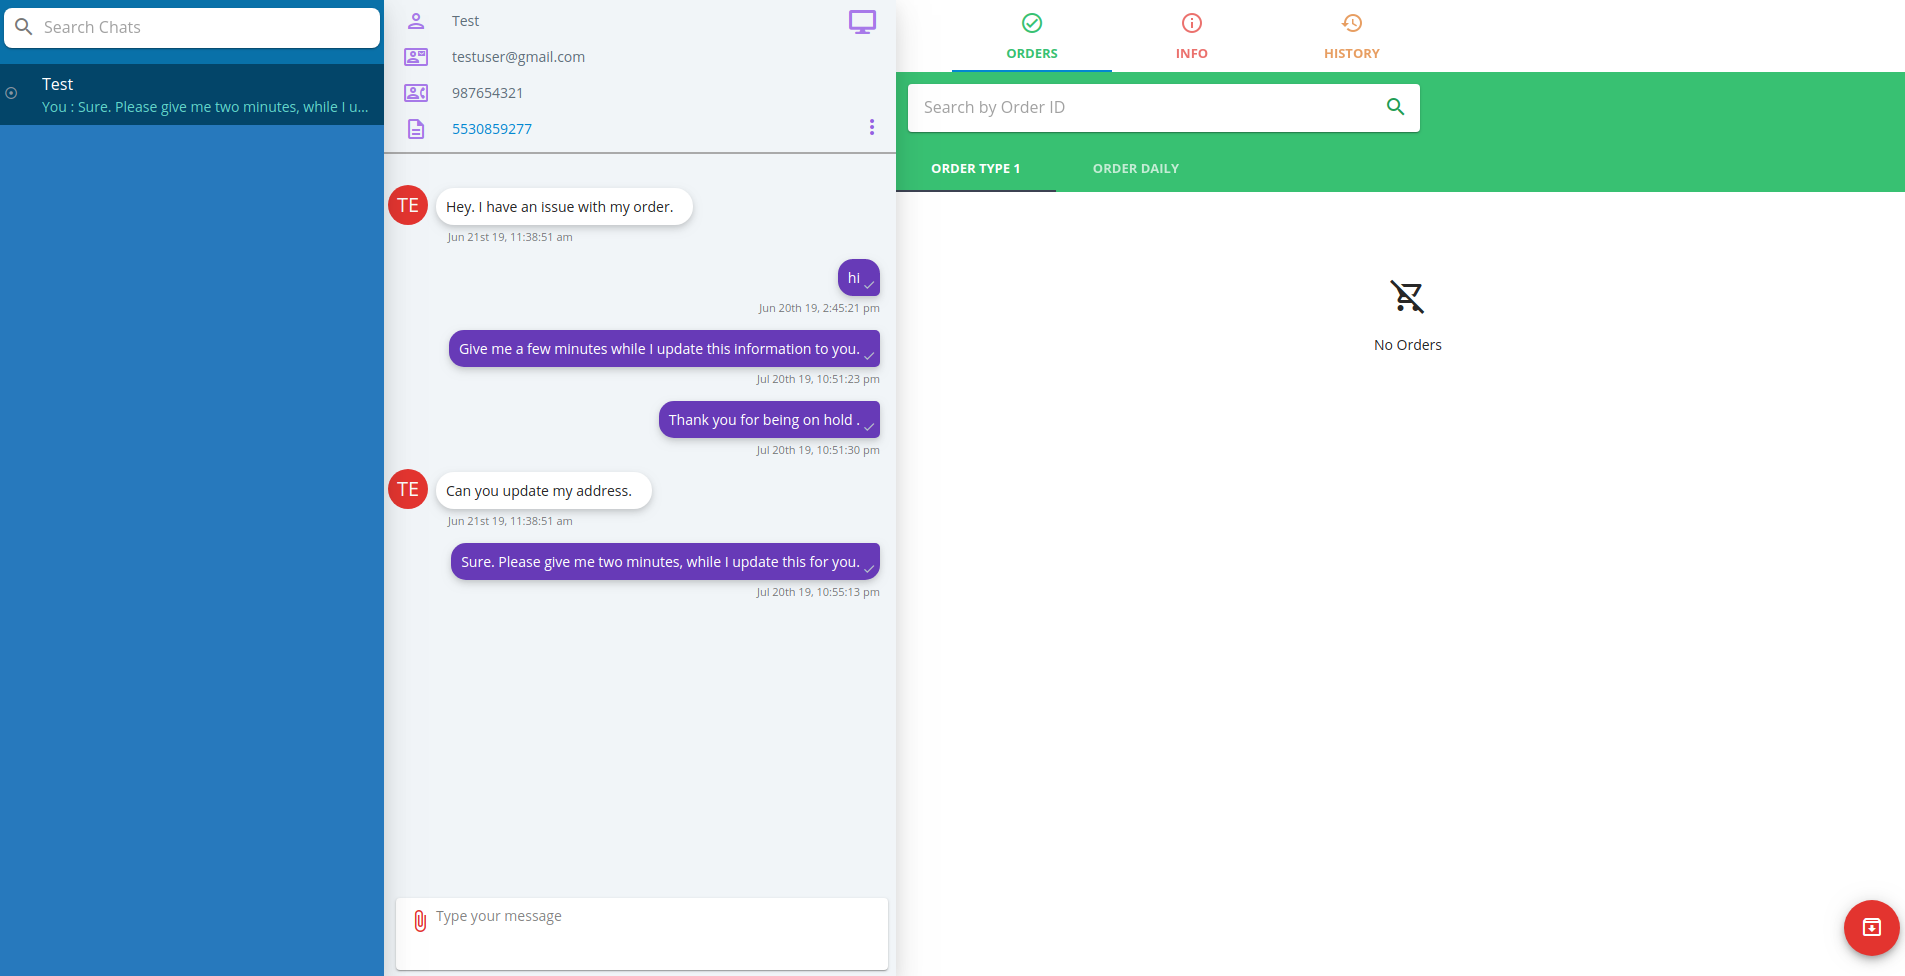 Search Chats
Test
You : Sure. Please give me two minutes, while I u...
Test
testuser@gmail.com
987654321
5530859277
TE
Hey. I have an issue with my order.
Jun 21st 19, 11:38:51 am
hi
Jun 20th 19, 2:45:21 pm
Give me a few minutes while I update this information to you.
Jul 20th 19, 10:51:23 pm
Thank you for being on hold .
Jul 20th 19, 10:51:30 pm
TE
Can you update my address.
Jun 21st 19, 11:38:51 am
Sure. Please give me two minutes, while I update this for you.
Jul 20th 19, 10:55:13 pm
Type your message
ORDERS
INFO
HISTORY
Search by Order ID
ORDER TYPE 1
ORDER DAILY
No Orders